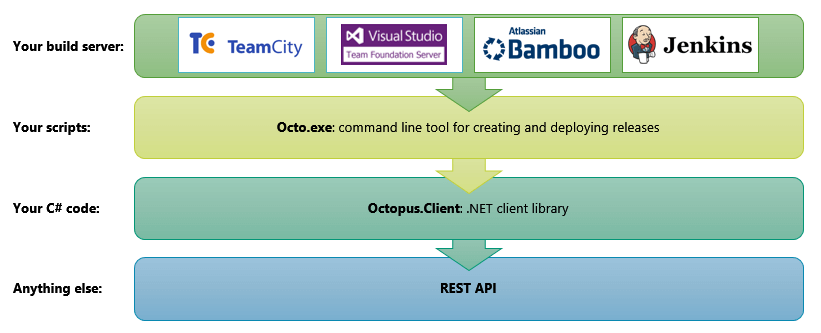 Your build server:
TeamCity
Visual Studio
Team Foundation Server
Atlassian
Bamboo
Jenkins
Your scripts:
Octo.exe: command line tool for creating and deploying releases
Your C# code:
Octopus.Client: .NET client library
Anything else:
REST API